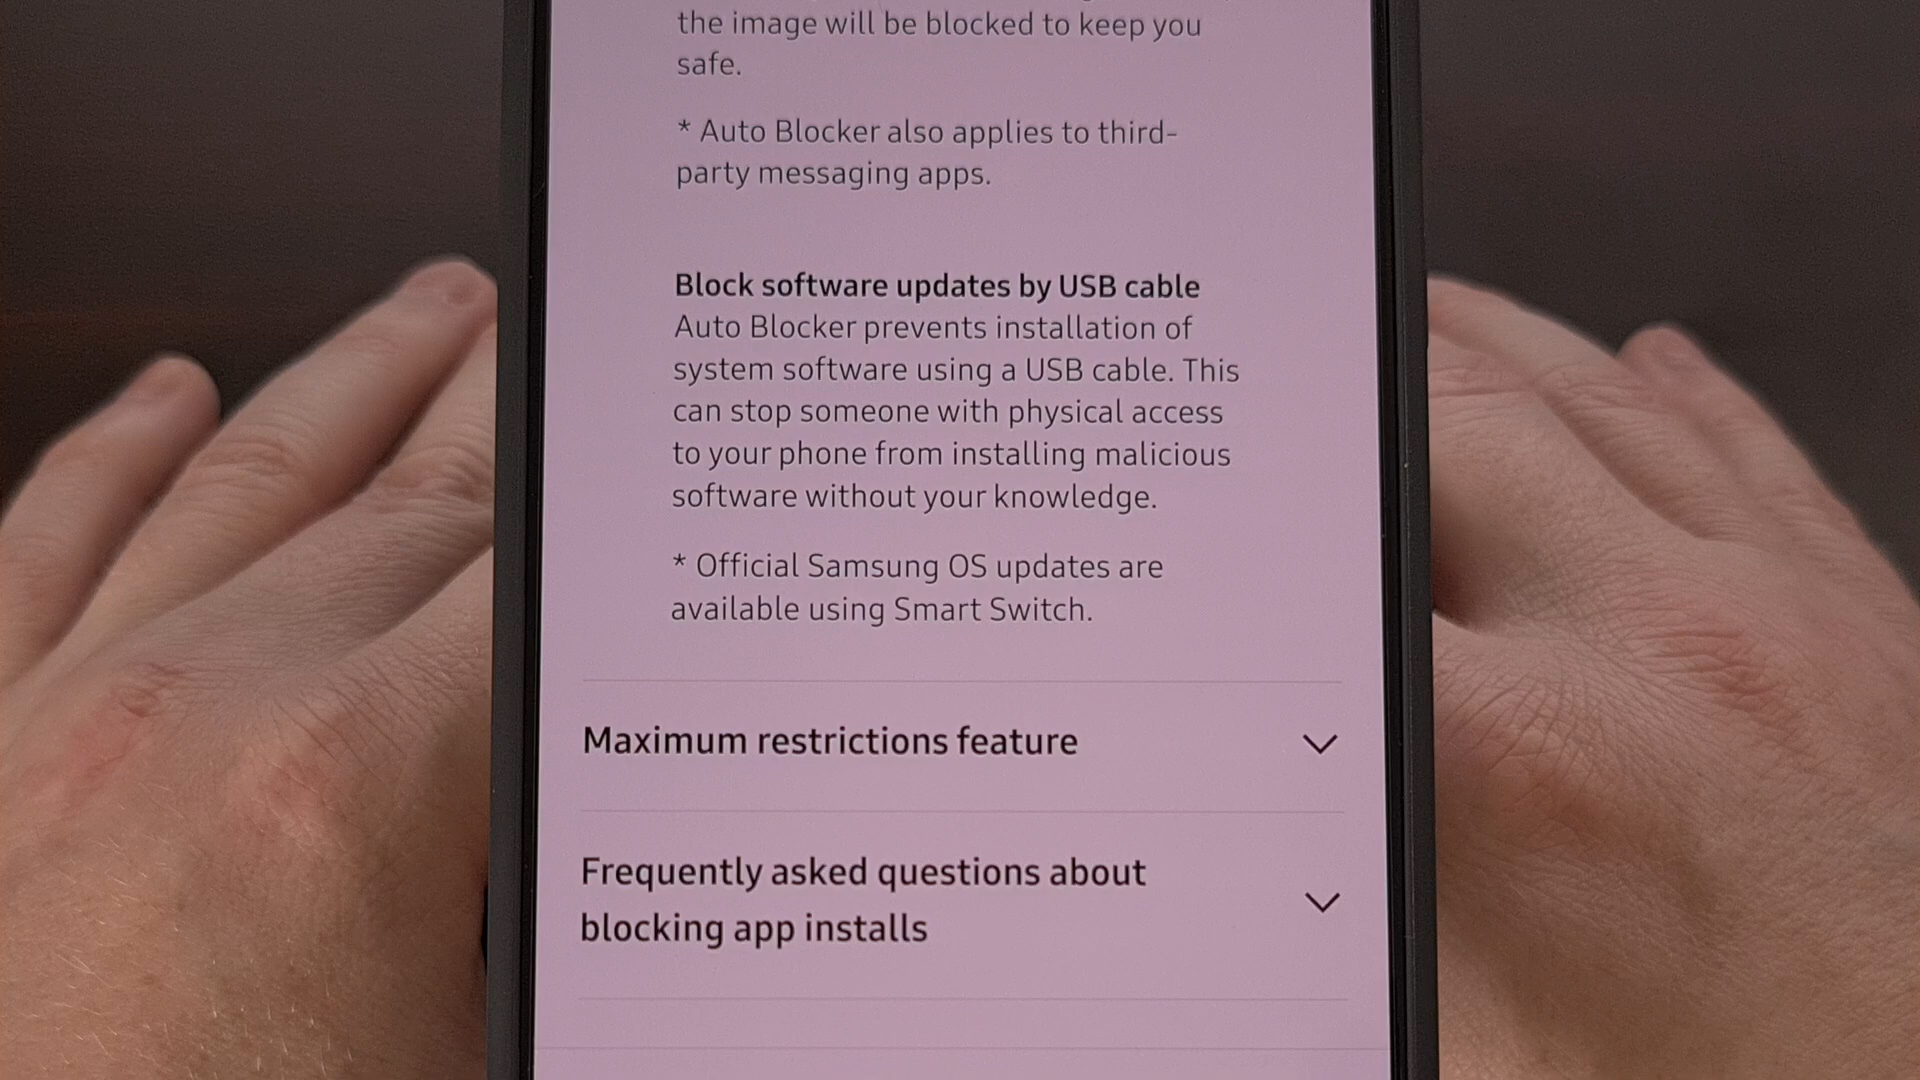 the image will be blocked to keep you
safe.
* Auto Blocker also applies to third-
party messaging apps.
Block software updates by USB cable
Auto Blocker prevents installation of
system software using a USB cable. This
can stop someone with physical access
to your phone from installing malicious
software without your knowledge.
* Official Samsung OS updates are
available using Smart Switch.
Maximum restrictions feature
Frequently asked questions about
blocking app installs